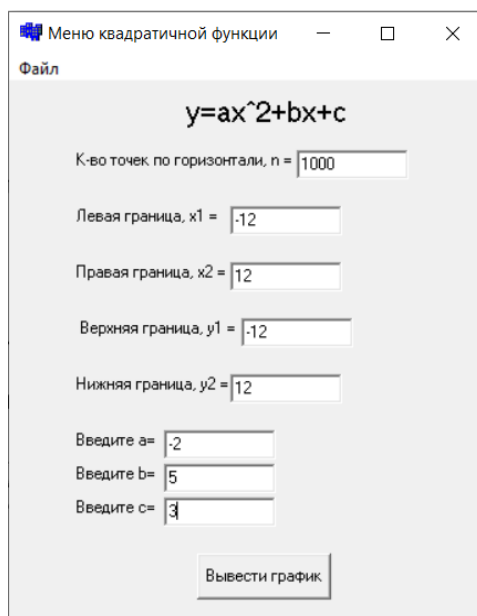 Меню квадратичной функции
Файл
y=ax^2+bx+c
К-во точек по горизонтали, n = 1000
Левая граница, x1 = -12
Правая граница, x2 = 12
Верхняя граница, y1 = -12
Нижняя граница, y2 = 12
Введите a= -2
Введите b= 5
Введите c= 3
Вывести график